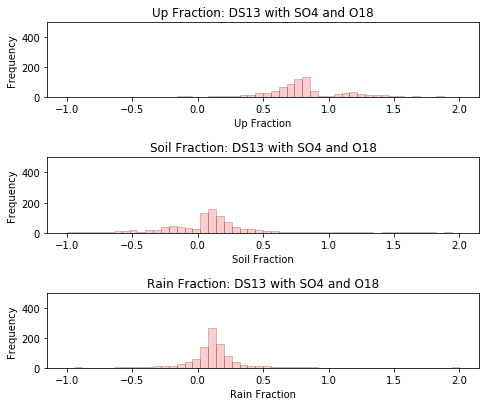 Up Fraction: DS13 with SO4 and O18
400
200
0
Frequency
−1.0 −0.5 0.0 0.5 1.0 1.5 2.0
Up Fraction
Soil Fraction: DS13 with SO4 and O18
400
200
0
Frequency
−1.0 −0.5 0.0 0.5 1.0 1.5 2.0
Soil Fraction
Rain Fraction: DS13 with SO4 and O18
400
200
0
Frequency
−1.0 −0.5 0.0 0.5 1.0 1.5 2.0
Rain Fraction